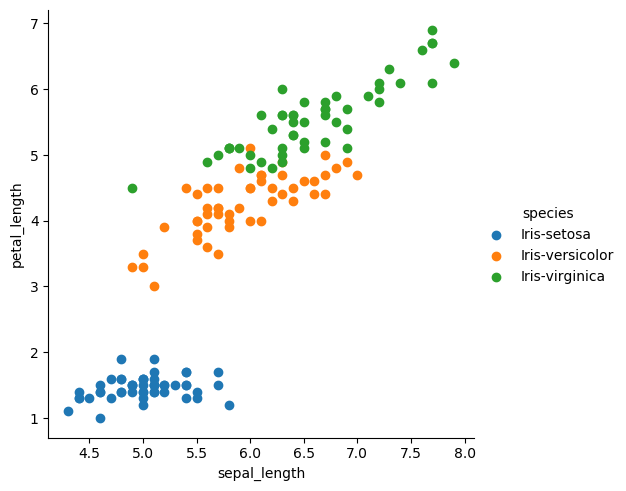 7
6
5
4
3
2
1
petal_length
4.5 5.0 5.5 6.0 6.5 7.0 7.5 8.0
sepal_length
species
Iris-setosa
Iris-versicolor
Iris-virginica